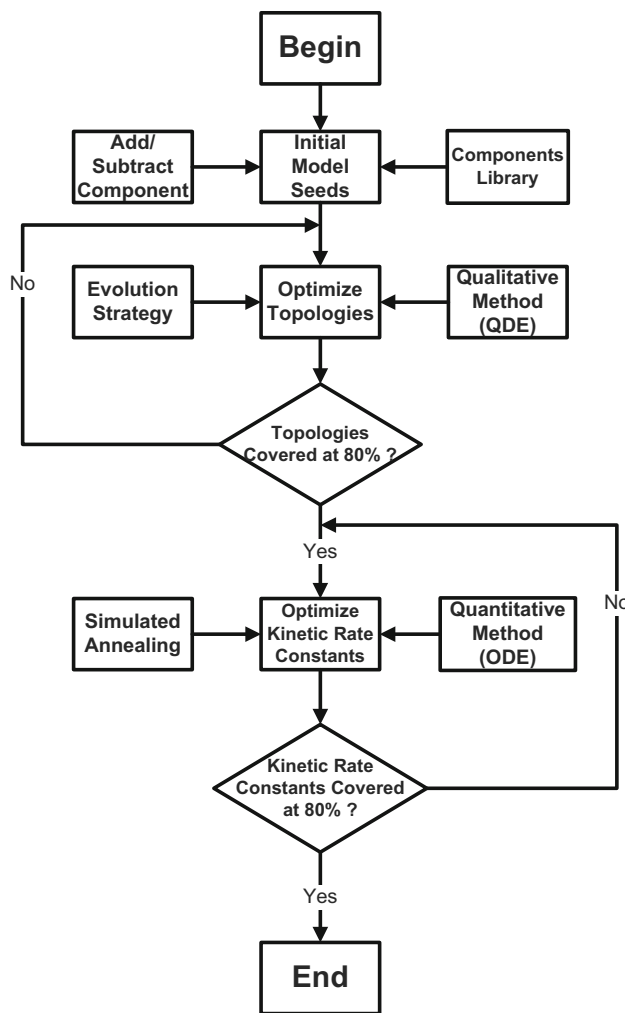 Begin
Add/
Subtract
Component
Initial
Model
Seeds
Components
Library
No
Evolution
Strategy
Optimize
Topologies
Qualitative
Method
(QDE)
Topologies
Covered at 80% ?
Yes
No
Simulated
Annealing
Optimize
Kinetic Rate
Constants
Quantitative
Method
(ODE)
Kinetic Rate
Constants Covered
at 80% ?
Yes
End